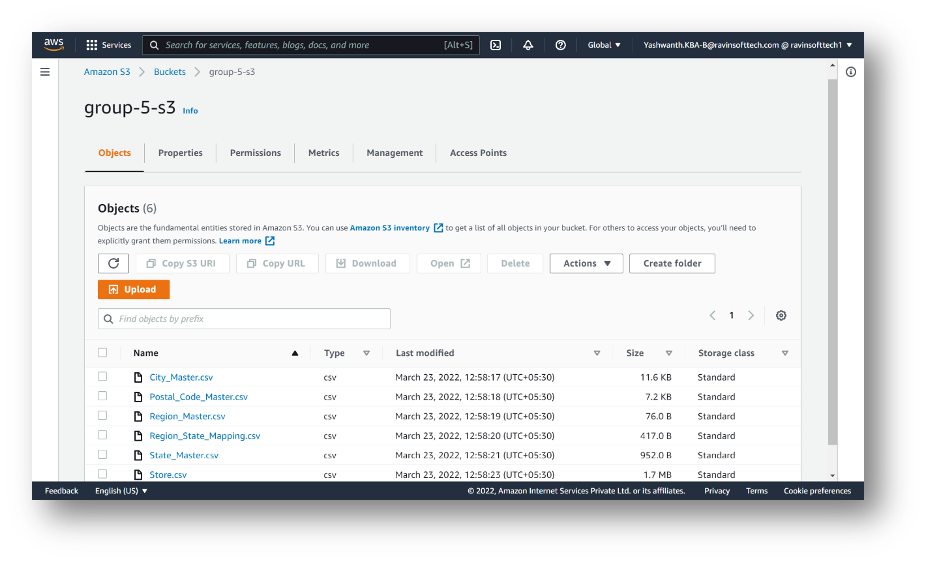 aws Services Search for services, features, blogs, docs, and more [Alt+S] Global ▼ Yashwanth.KBA-B@ravinsofttech.com @ ravinsofttech1 ▼
Amazon S3 > Buckets > group-5-s3
group-5-s3 Info
Objects Properties Permissions Metrics Management Access Points
Objects (6)
Objects are the fundamental entities stored in Amazon S3. You can use Amazon S3 inventory to get a list of all objects in your bucket. For others to access your objects, you'll need to
explicitly grant them permissions. Learn more
Copy S3 URI Copy URL Download Open Delete Actions ▼ Create folder
Upload
Find objects by prefix < 1 >
Name ▲ Type ▽ Last modified ▽ Size ▽ Storage class ▽
City_Master.csv csv March 23, 2022, 12:58:17 (UTC+05:30) 11.6 KB Standard
Postal_Code_Master.csv csv March 23, 2022, 12:58:18 (UTC+05:30) 7.2 KB Standard
Region_Master.csv csv March 23, 2022, 12:58:19 (UTC+05:30) 76.0 B Standard
Region_State_Mapping.csv csv March 23, 2022, 12:58:20 (UTC+05:30) 417.0 B Standard
State_Master.csv csv March 23, 2022, 12:58:21 (UTC+05:30) 952.0 B Standard
Store.csv csv March 23, 2022, 12:58:23 (UTC+05:30) 1.7 MB Standard
Feedback English (US) ▼ © 2022, Amazon Internet Services Private Ltd. or its affiliates. Privacy Terms Cookie preferences